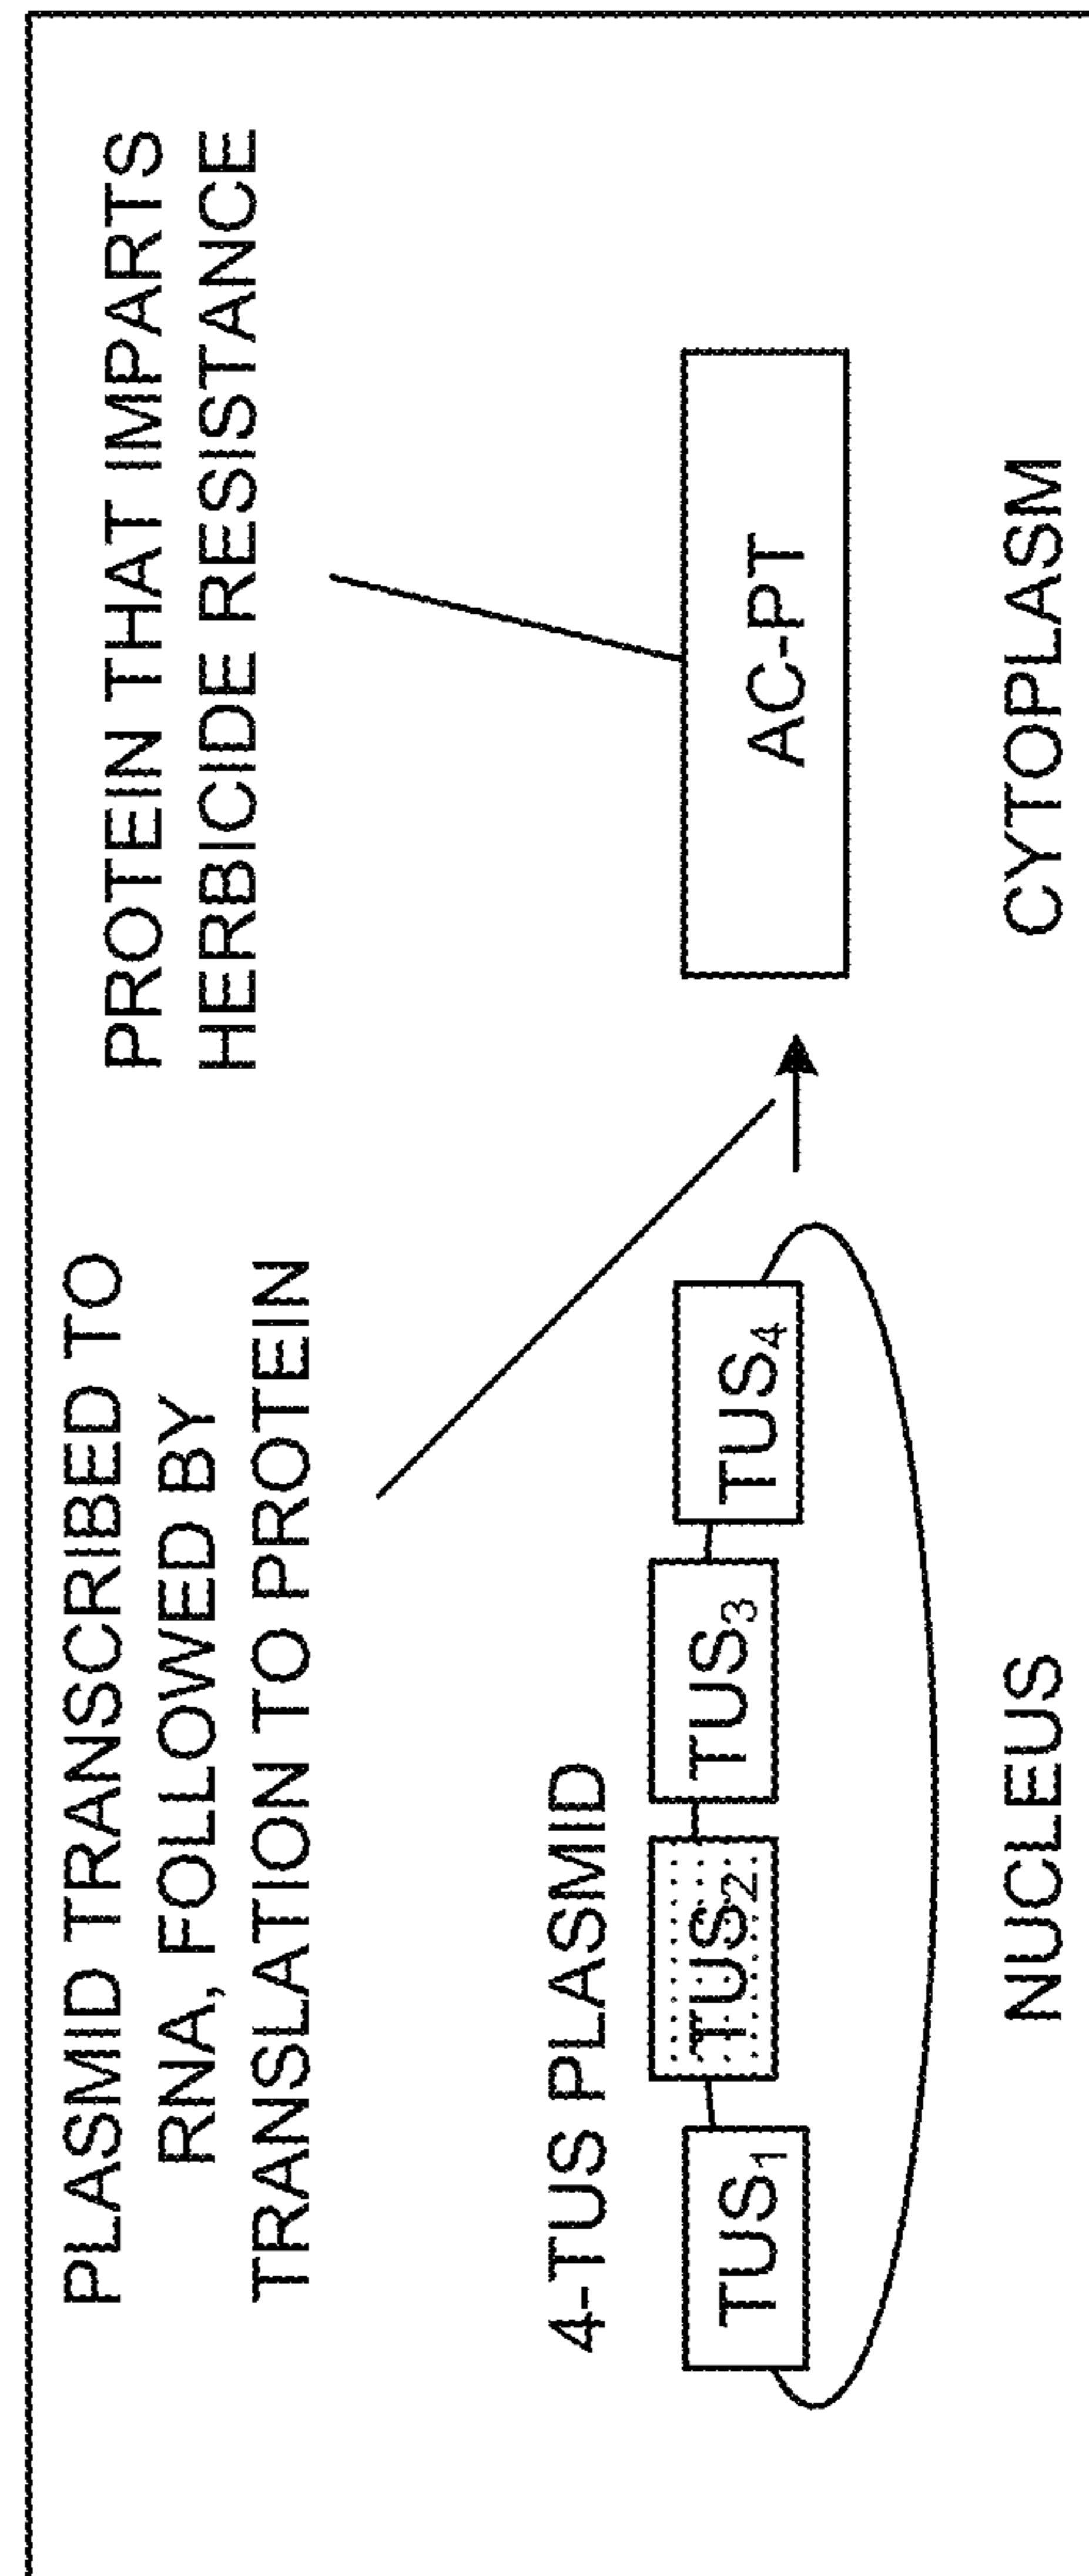 PLASMID TRANSCRIBED TO
RNA, FOLLOWED BY
TRANSLATION TO PROTEIN
PROTEIN THAT IMPARTS
HERBICIDE RESISTANCE
4-TUS PLASMID
TUS₁
TUS₂
TUS₃
TUS₄
AC-PT
NUCLEUS
CYTOPLASM